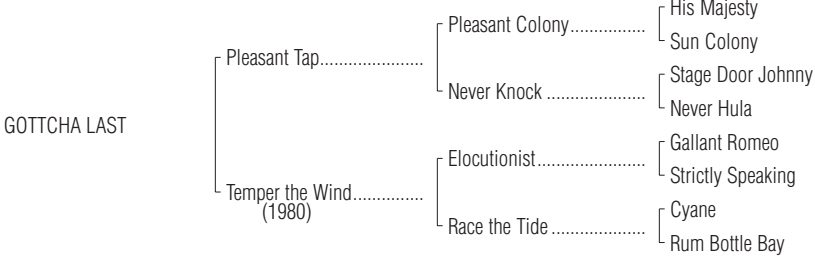 His Majesty
Pleasant Colony................
Sun Colony
Pleasant Tap......................
Stage Door Johnny
Never Knock .....................
Never Hula
GOTTCHA LAST
Gallant Romeo
Elocutionist.......................
Strictly Speaking
Temper the Wind...............
(1980)
Cyane
Race the Tide ....................
Rum Bottle Bay